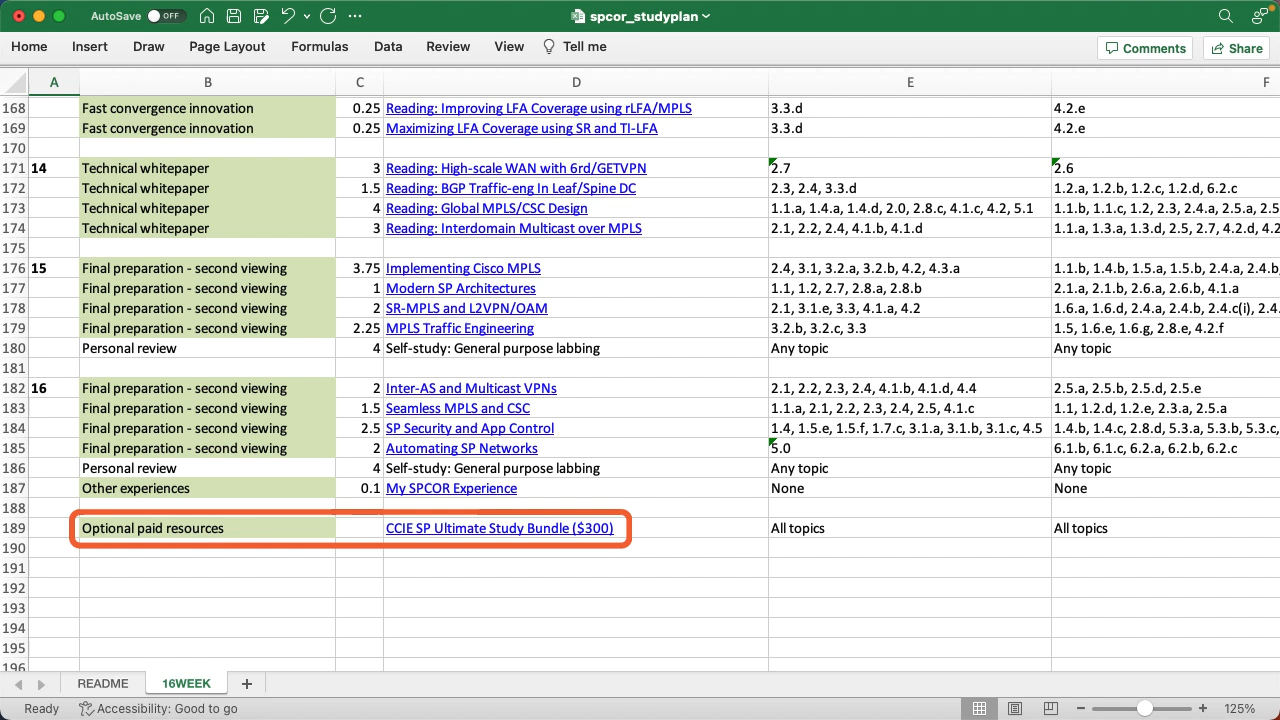 AutoSave OFF spcor_studyplan
Home Insert Draw Page Layout Formulas Data Review View Tell me Comments Share
A B C D E F
168 Fast convergence innovation 0.25 Reading: Improving LFA Coverage using rLFA/MPLS 3.3.d 4.2.e
169 Fast convergence innovation 0.25 Maximizing LFA Coverage using SR and TI-LFA 3.3.d 4.2.e
170
171 14 Technical whitepaper 3 Reading: High-scale WAN with 6rd/GETVPN 2.7 2.6
172 Technical whitepaper 1.5 Reading: BGP Traffic-eng In Leaf/Spine DC 2.3, 2.4, 3.3.d 1.2.a, 1.2.b, 1.2.c, 1.2.d, 6.2.c
173 Technical whitepaper 4 Reading: Global MPLS/CSC Design 1.1.a, 1.4.a, 1.4.d, 2.0, 2.8.c, 4.1.c, 4.2, 5.1 1.1.b, 1.1.c, 1.2, 2.3, 2.4.a, 2.5.a, 2.5
174 Technical whitepaper 3 Reading: Interdomain Multicast over MPLS 2.1, 2.2, 2.4, 4.1.b, 4.1.d 1.1.a, 1.3.a, 1.3.d, 2.5, 2.7, 4.2.d, 4.2
175
176 15 Final preparation - second viewing 3.75 Implementing Cisco MPLS 2.4, 3.1, 3.2.a, 3.2.b, 4.2, 4.3.a 1.1.b, 1.4.b, 1.5.a, 1.5.b, 2.4.a, 2.4.b,
177 Final preparation - second viewing 1 Modern SP Architectures 1.1, 1.2, 2.7, 2.8.a, 2.8.b 2.1.a, 2.1.b, 2.6.a, 2.6.b, 4.1.a
178 Final preparation - second viewing 2 SR-MPLS and L2VPN/OAM 2.1, 3.1.e, 3.3, 4.1.a, 4.2 1.6.a, 1.6.d, 2.4.a, 2.4.b, 2.4.c(i), 2.4.
179 Final preparation - second viewing 2.25 MPLS Traffic Engineering 3.2.b, 3.2.c, 3.3 1.5, 1.6.e, 1.6.g, 2.8.e, 4.2.f
180 Personal review 4 Self-study: General purpose labbing Any topic Any topic
181
182 16 Final preparation - second viewing 2 Inter-AS and Multicast VPNs 2.1, 2.2, 2.3, 2.4, 4.1.b, 4.1.d, 4.4 2.5.a, 2.5.b, 2.5.d, 2.5.e
183 Final preparation - second viewing 1.5 Seamless MPLS and CSC 1.1.a, 2.1, 2.2, 2.3, 2.4, 2.5, 4.1.c 1.1, 1.2.d, 1.2.e, 2.3.a, 2.5.a
184 Final preparation - second viewing 2.5 SP Security and App Control 1.4, 1.5.e, 1.5.f, 1.7.c, 3.1.a, 3.1.b, 3.1.c, 4.5 1.4.b, 1.4.c, 2.8.d, 5.3.a, 5.3.b, 5.3.c,
185 Final preparation - second viewing 2 Automating SP Networks 5.0 6.1.b, 6.1.c, 6.2.a, 6.2.b, 6.2.c
186 Personal review 4 Self-study: General purpose labbing Any topic Any topic
187 Other experiences 0.1 My SPCOR Experience None None
188
189 Optional paid resources CCIE SP Ultimate Study Bundle ($300) All topics All topics
190
191
192
193
194
195
196
README 16WEEK
Ready Accessibility: Good to go 125%